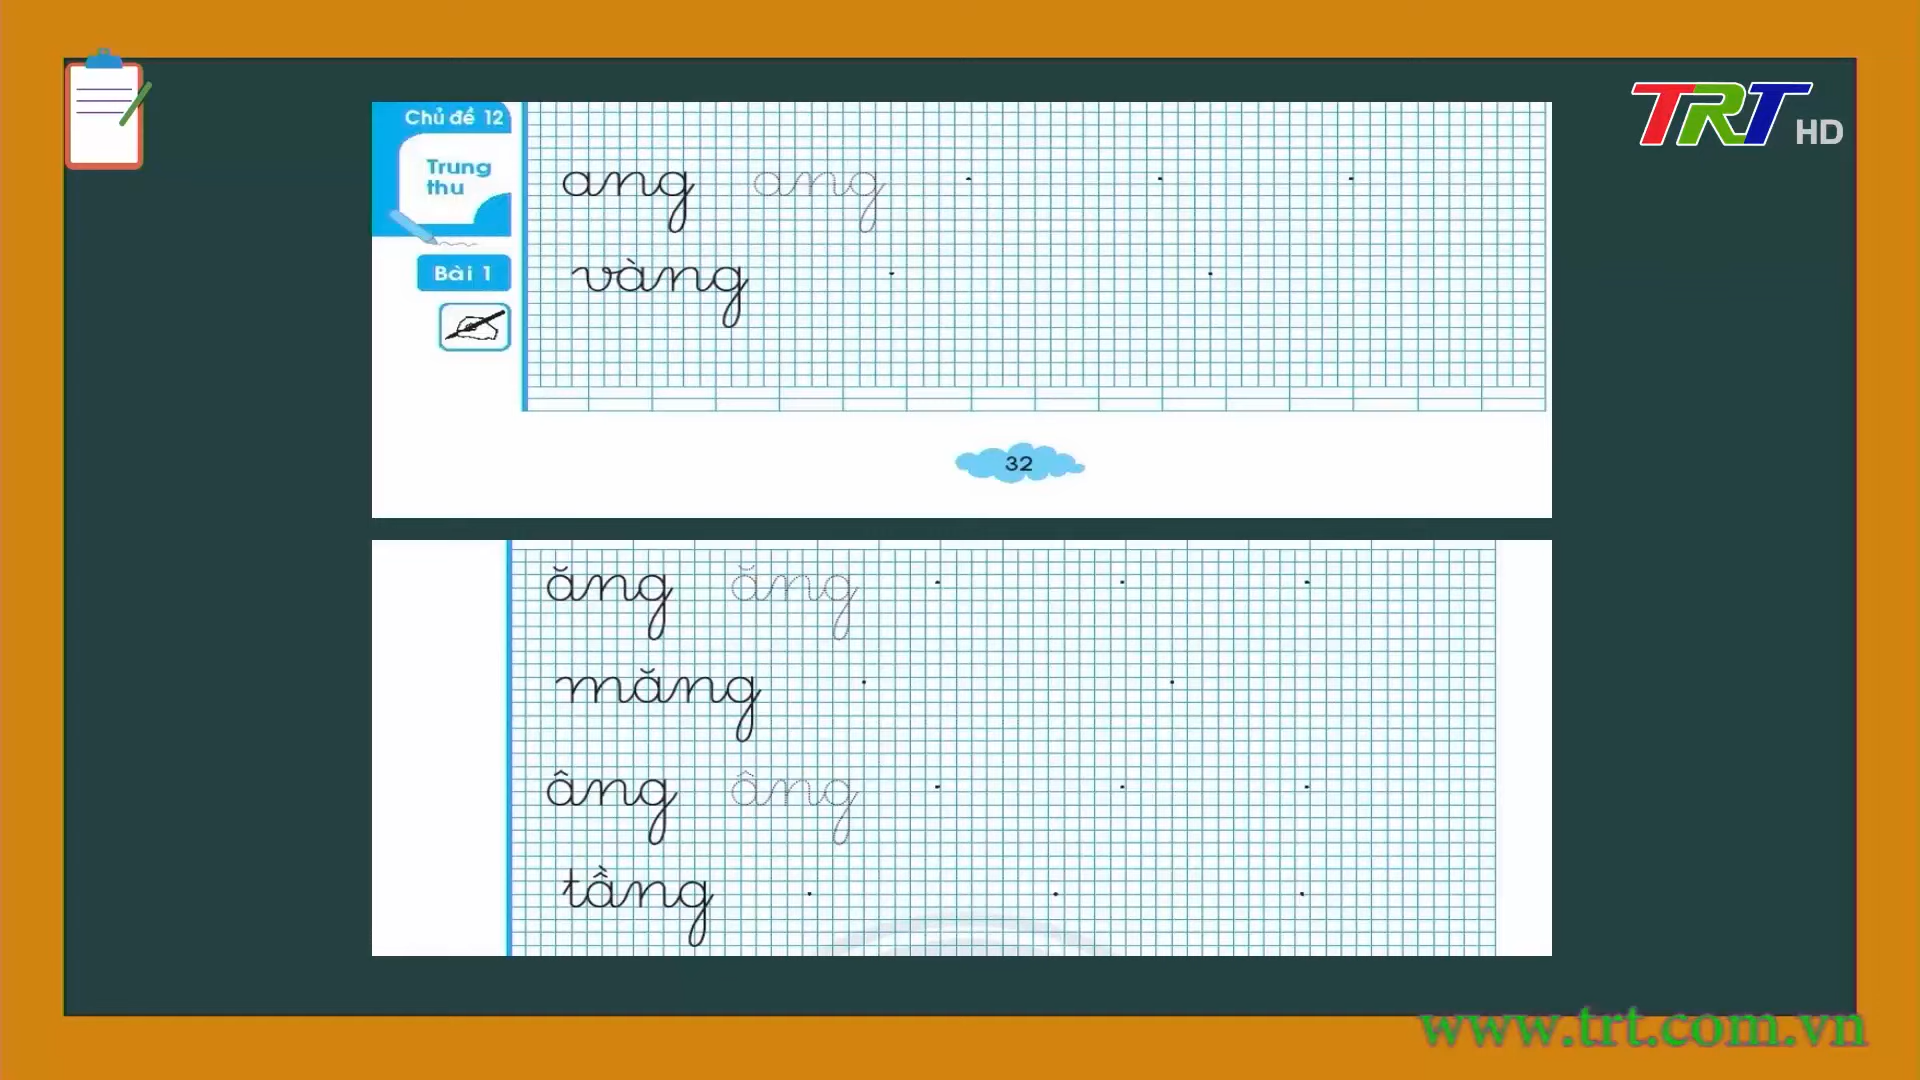 TRT HD
Chủ đề 12
Trung
thu
Bài 1
ang ang
vàng
32
ăng ăng
măng
âng âng
tầng
www.trt.com.vn